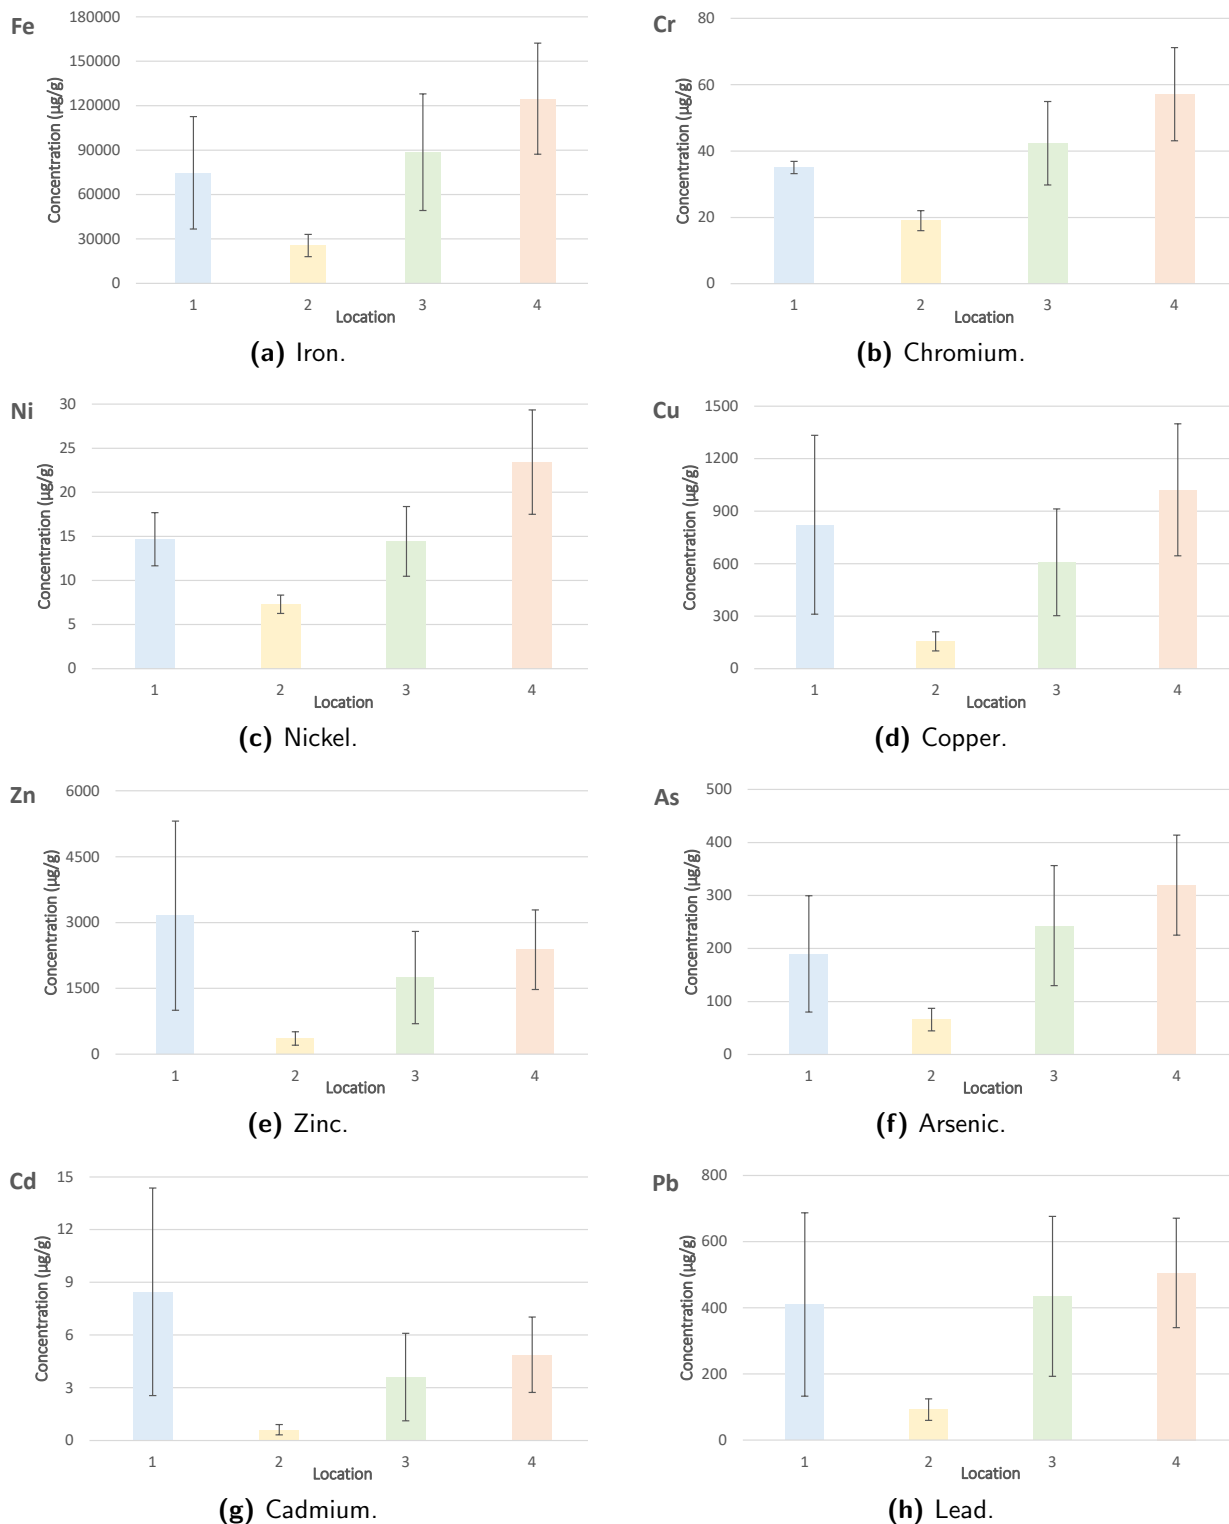 Fe
Concentration (µg/g)
180000
150000
120000
90000
60000
30000
0
1 2 3 4
Location
(a) Iron.
Cr
Concentration (µg/g)
80
60
40
20
0
1 2 3 4
Location
(b) Chromium.
Ni
Concentration (µg/g)
30
25
20
15
10
5
0
1 2 3 4
Location
(c) Nickel.
Cu
Concentration (µg/g)
1500
1200
900
600
300
0
1 2 3 4
Location
(d) Copper.
Zn
Concentration (µg/g)
6000
4500
3000
1500
0
1 2 3 4
Location
(e) Zinc.
As
Concentration (µg/g)
500
400
300
200
100
0
1 2 3 4
Location
(f) Arsenic.
Cd
Concentration (µg/g)
15
12
9
6
3
0
1 2 3 4
Location
(g) Cadmium.
Pb
Concentration (µg/g)
800
600
400
200
0
1 2 3 4
Location
(h) Lead.